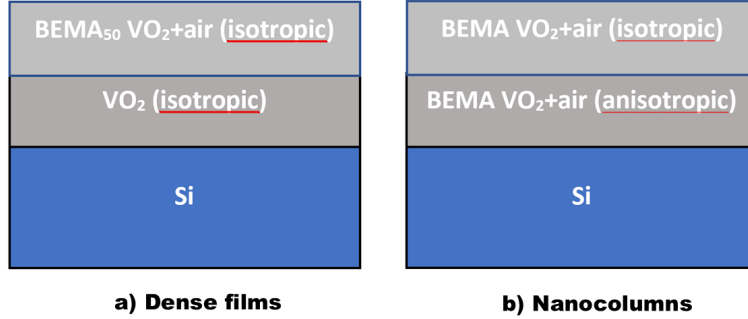 BEMA₅₀ VO₂+air (isotropic)
VO₂ (isotropic)
Si
a) Dense films
BEMA VO₂+air (isotropic)
BEMA VO₂+air (anisotropic)
Si
b) Nanocolumns